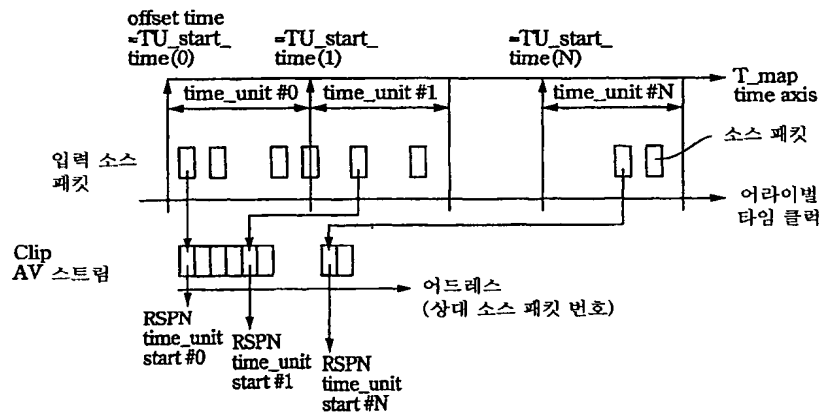 offset time
=TU_start_
time(0)
=TU_start_
time(1)
=TU_start_
time(N)
T_map
time axis
time_unit #0
time_unit #1
time_unit #N
입력 소스
패킷
소스 패킷
어라이벌
타임 클럭
Clip
AV 스트림
어드레스
(상대 소스 패킷 번호)
RSPN
time_unit
start #0
RSPN
time_unit
start #1
RSPN
time_unit
start #N